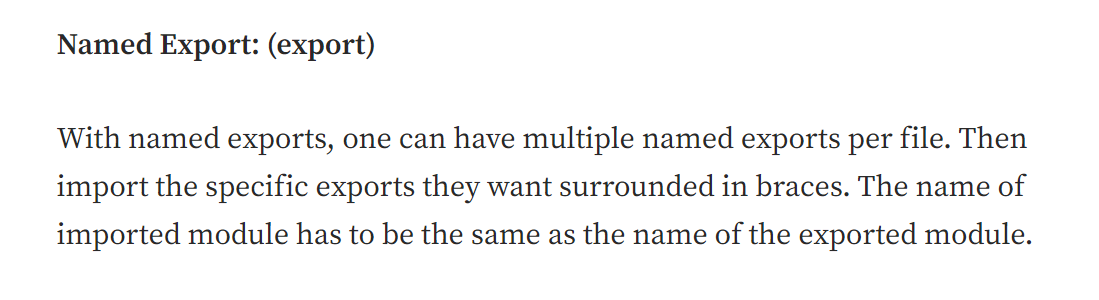 Named Export: (export)
With named exports, one can have multiple named exports per file. Then
import the specific exports they want surrounded in braces. The name of
imported module has to be the same as the name of the exported module.